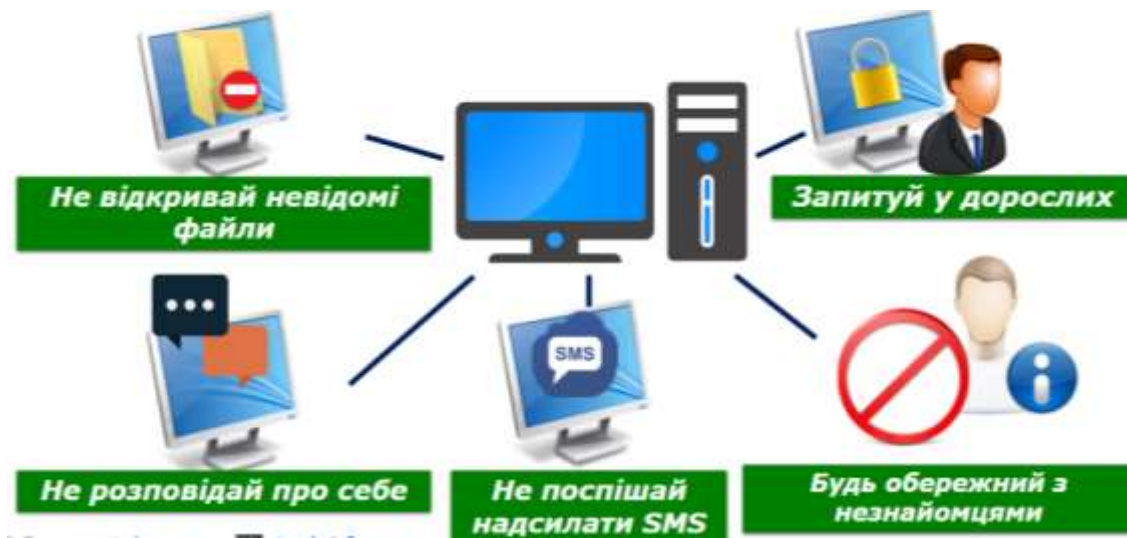 Не відкривай невідомі
файли
Запитуй у дорослих
SMS
Не розповідай про себе
Не поспішай
надсилати SMS
Будь обережний з
незнайомцями